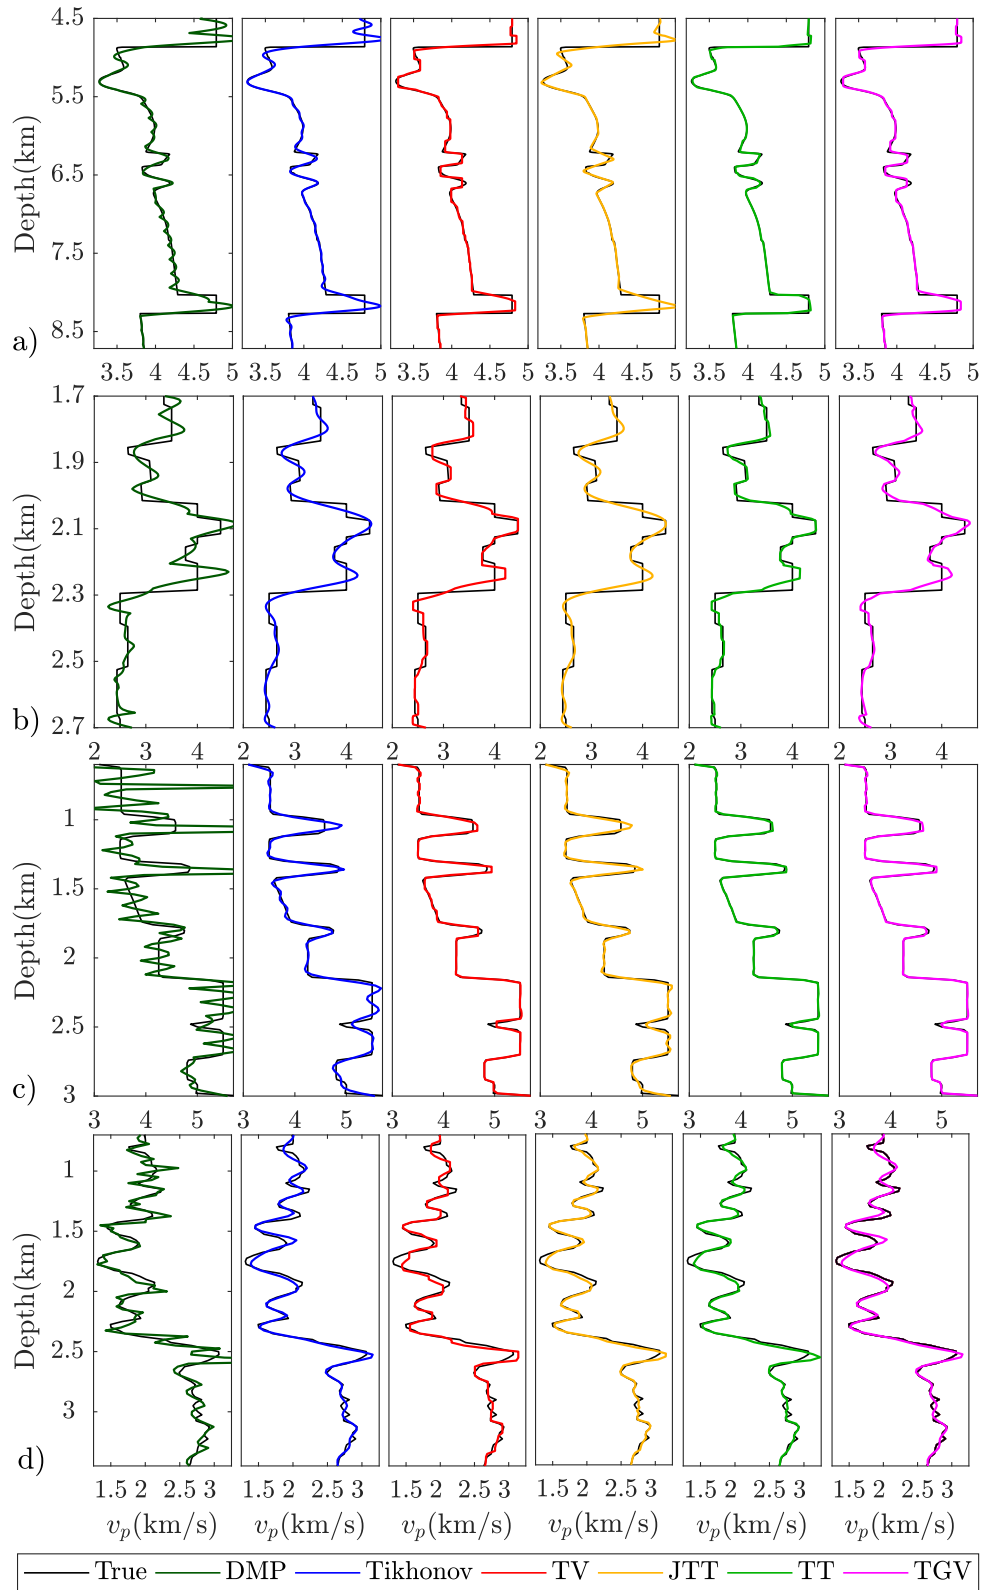 4.5
5.5
6.5
7.5
8.5
Depth(km)
a)
3.5 4 4.5 5 3.5 4 4.5 5 3.5 4 4.5 5 3.5 4 4.5 5 3.5 4 4.5 5 3.5 4 4.5 5
1.7
1.9
2.1
2.3
2.5
2.7
Depth(km)
b)
2 3 4 2 3 4 2 3 4 2 3 4 2 3 4 2 3 4
1
1.5
2
2.5
3
Depth(km)
c)
3 4 5 3 4 5 3 4 5 3 4 5 3 4 5 3 4 5
1
1.5
2
2.5
3
Depth(km)
d)
1.5 2 2.5 3 1.5 2 2.5 3 1.5 2 2.5 3 1.5 2 2.5 3 1.5 2 2.5 3 1.5 2 2.5 3
vp(km/s) vp(km/s) vp(km/s) vp(km/s) vp(km/s) vp(km/s)
True DMP Tikhonov TV JTT TT TGV